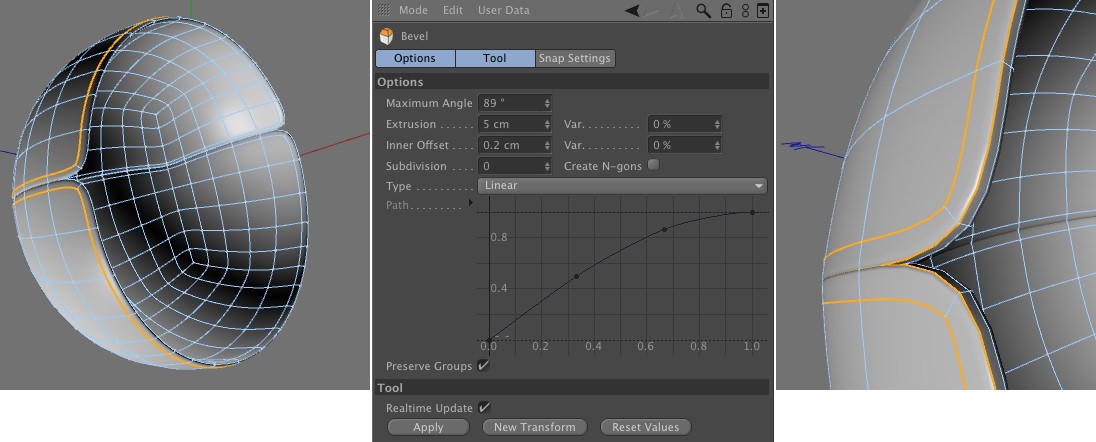 Mode Edit User Data
Bevel
Options Tool Snap Settings
Options
Maximum Angle 89 °
Extrusion ...... 5 cm Var. ......... 0 %
Inner Offset .... 0.2 cm Var. ......... 0 %
Subdivision .... 0 Create N-gons
Type ......... Linear
Path.........
0.8
0.4
0.0 0.2 0.4 0.6 0.8 1.0
Preserve Groups
Tool
Realtime Update
Apply New Transform Reset Values